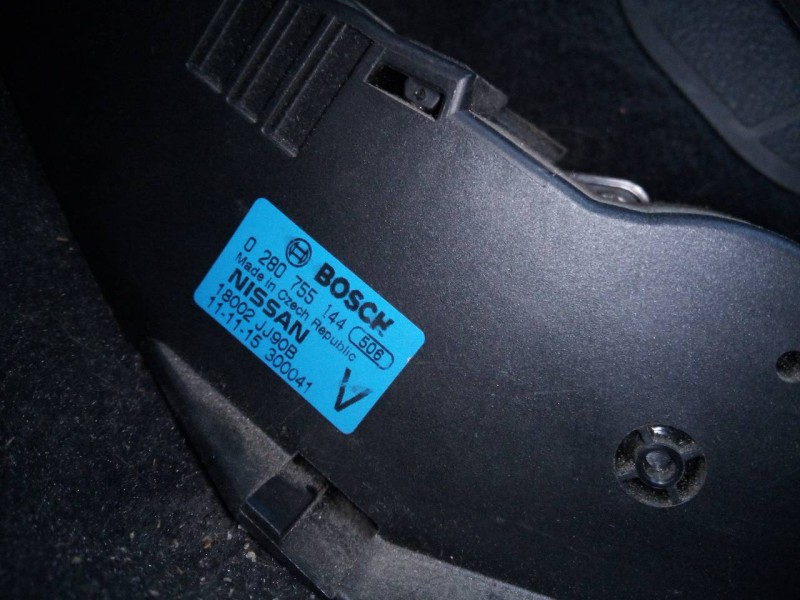 BOSCH
0 280 755 144 506
Made in Czech Republic
NISSAN
18002 JJ90B
11-11-15 300041
V